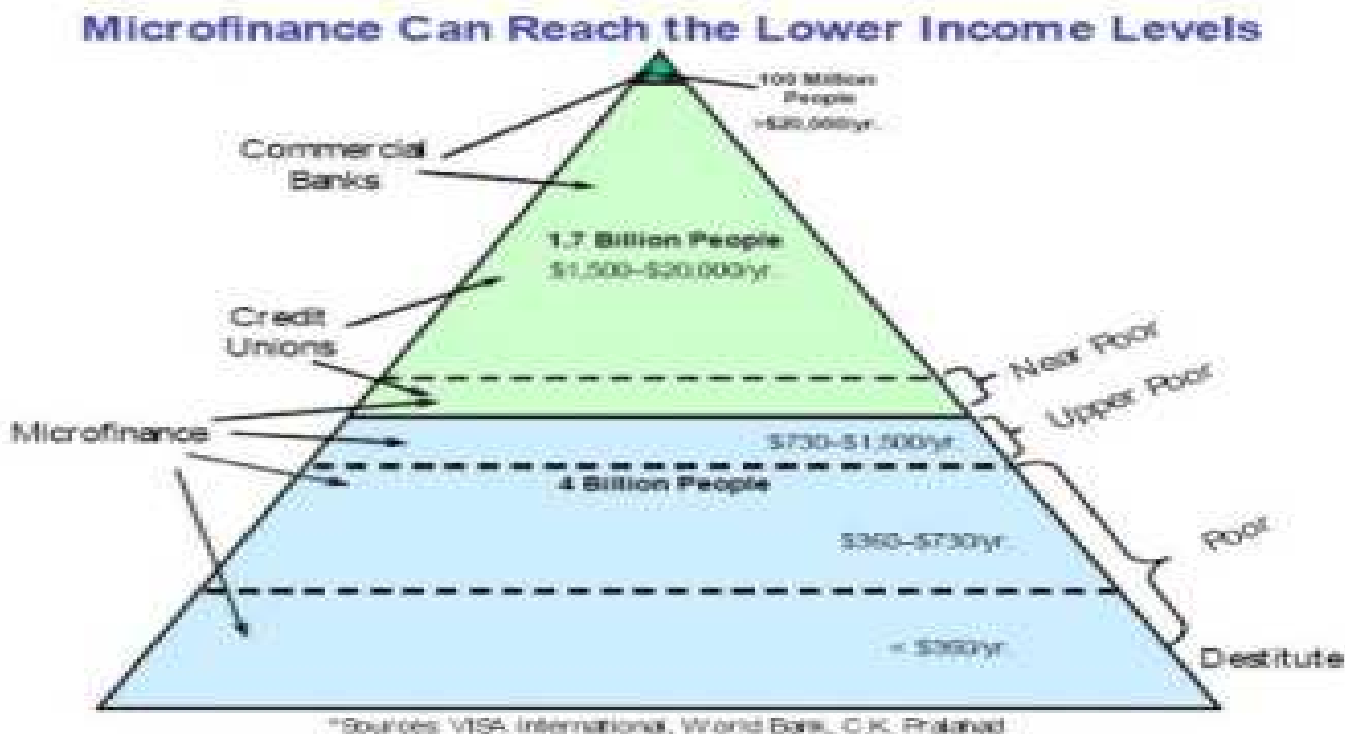 Microfinance Can Reach the Lower Income Levels
100 Million
People
>$20,000/yr.
Commercial
Banks
1.7 Billion People
$1,500–$20,000/yr.
Credit
Unions
Near Poor
Upper Poor
Microfinance
$730–$1,500/yr.
4 Billion People
Poor
$360–$730/yr.
< $360/yr.
Destitute
*Sources: VISA International, World Bank, C.K. Pralahad